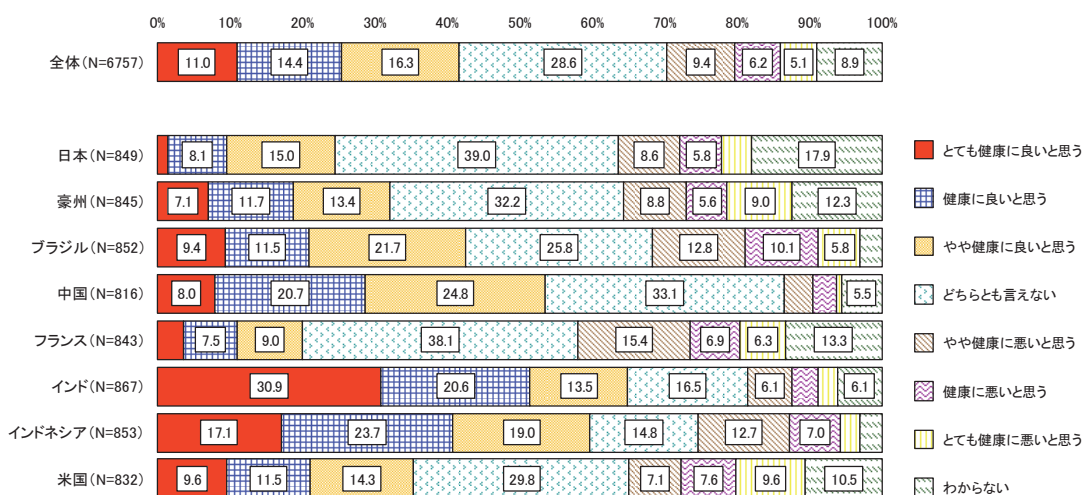 0% 10% 20% 30% 40% 50% 60% 70% 80% 90% 100%
全体(N=6757) 11.0 14.4 16.3 28.6 9.4 6.2 5.1 8.9
日本(N=849) 8.1 15.0 39.0 8.6 5.8 17.9
豪州(N=845) 7.1 11.7 13.4 32.2 8.8 5.6 9.0 12.3
ブラジル(N=852) 9.4 11.5 21.7 25.8 12.8 10.1 5.8
中国(N=816) 8.0 20.7 24.8 33.1 5.5
フランス(N=843) 7.5 9.0 38.1 15.4 6.9 6.3 13.3
インド(N=867) 30.9 20.6 13.5 16.5 6.1 6.1
インドネシア(N=853) 17.1 23.7 19.0 14.8 12.7 7.0
米国(N=832) 9.6 11.5 14.3 29.8 7.1 7.6 9.6 10.5
とても健康に良いと思う
健康に良いと思う
やや健康に良いと思う
どちらとも言えない
やや健康に悪いと思う
健康に悪いと思う
とても健康に悪いと思う
わからない